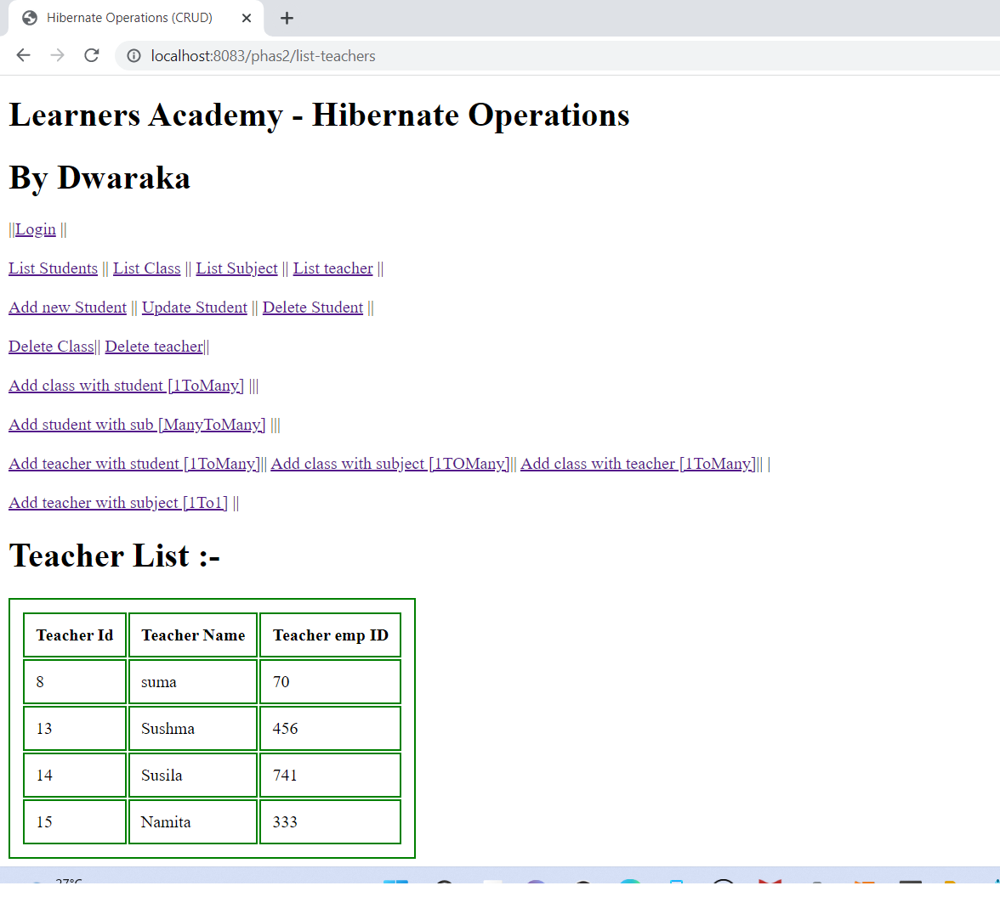 Hibernate Operations (CRUD)
localhost:8083/phas2/list-teachers
Learners Academy - Hibernate Operations
By Dwaraka
||Login ||
List Students || List Class || List Subject || List teacher ||
Add new Student || Update Student || Delete Student ||
Delete Class|| Delete teacher||
Add class with student [1ToMany] |||
Add student with sub [ManyToMany] |||
Add teacher with student [1ToMany]|| Add class with subject [1TOMany]|| Add class with teacher [1ToMany]|| |
Add teacher with subject [1To1] ||
Teacher List :-
Teacher Id Teacher Name Teacher emp ID
8 suma 70
13 Sushma 456
14 Susila 741
15 Namita 333